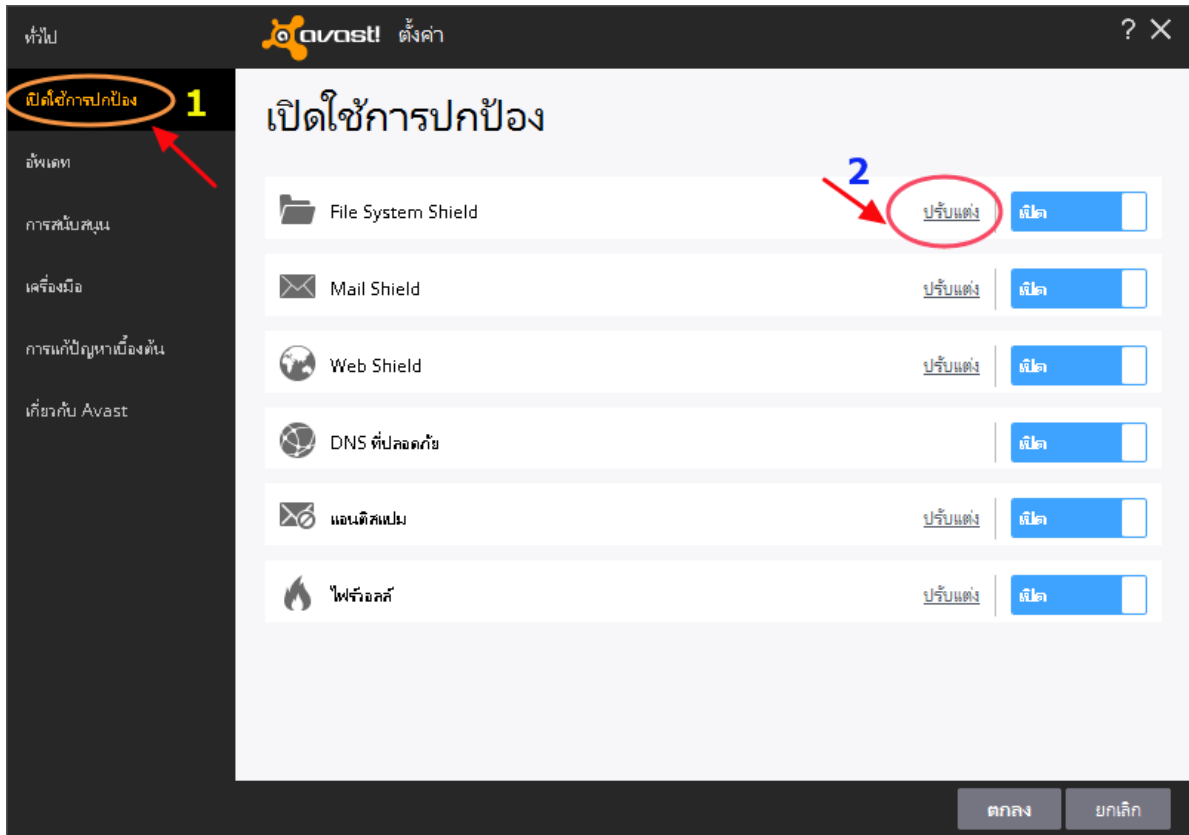 ทั่วไป
avast! ตั้งค่า ? ✕
เปิดใช้การปกป้อง 1
อัพเดท
การสนับสนุน
เครื่องมือ
การแก้ปัญหาเบื้องต้น
เกี่ยวกับ Avast
เปิดใช้การปกป้อง
2
File System Shield ปรับแต่ง เปิด
Mail Shield ปรับแต่ง เปิด
Web Shield ปรับแต่ง เปิด
DNS ที่ปลอดภัย เปิด
แอนติสแปม ปรับแต่ง เปิด
ไฟร์วอลล์ ปรับแต่ง เปิด
ตกลง ยกเลิก